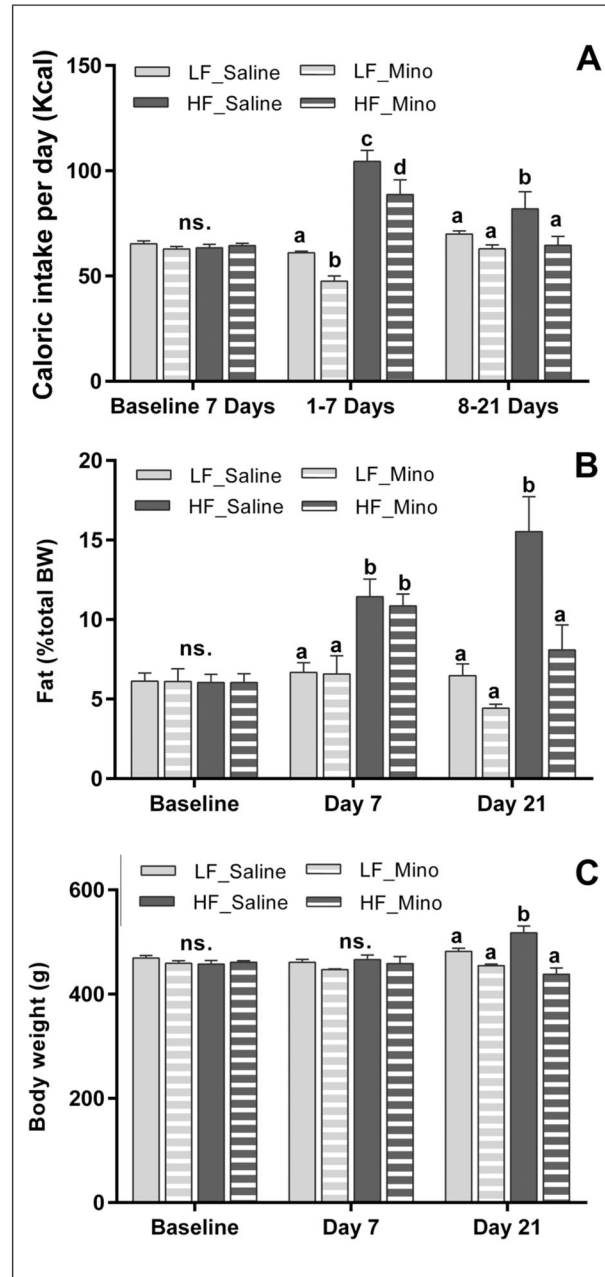 A
LF_Saline LF_Mino
HF_Saline HF_Mino
Caloric intake per day (Kcal)
150
100
50
0
ns.
a b c d
a a b a
Baseline 7 Days 1-7 Days 8-21 Days
B
LF_Saline LF_Mino
HF_Saline HF_Mino
Fat (%total BW)
20
15
10
5
0
ns.
a a b b
a a b a
Baseline Day 7 Day 21
C
LF_Saline LF_Mino
HF_Saline HF_Mino
Body weight (g)
600
400
200
0
ns. ns.
a a b a
Baseline Day 7 Day 21